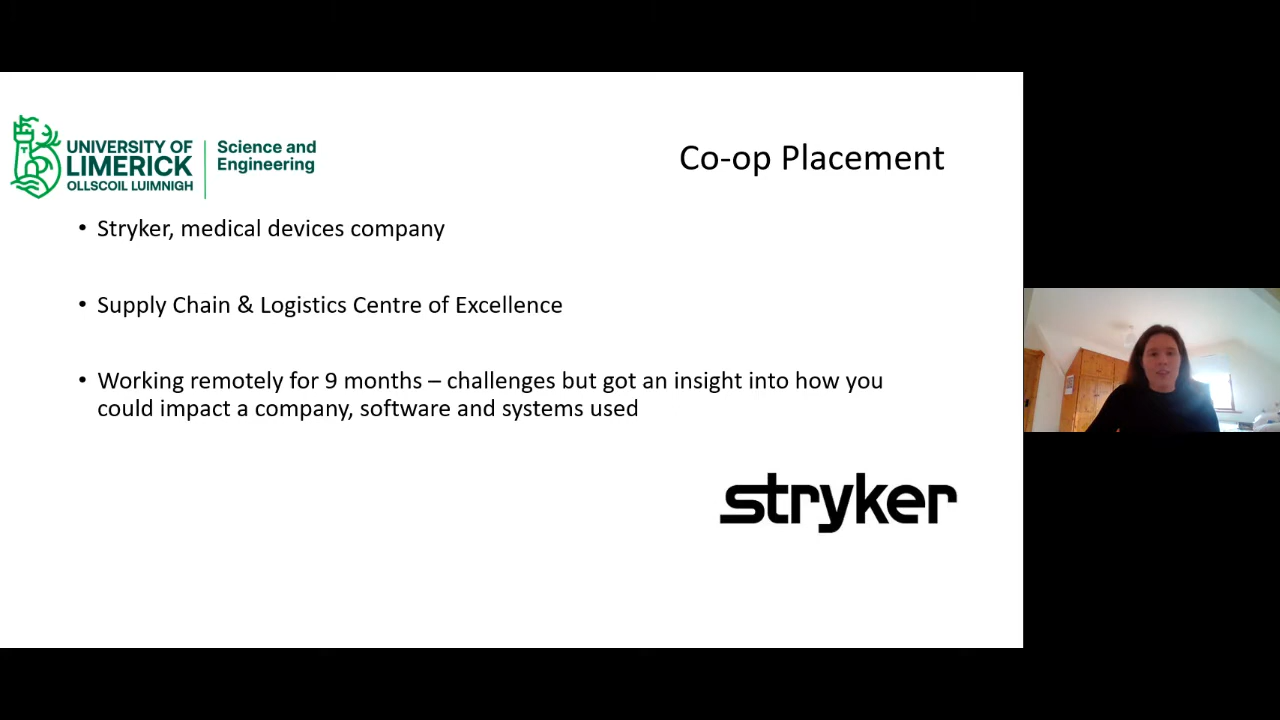 UNIVERSITY OF
LIMERICK
OLLSCOIL LUIMNIGH
Science and
Engineering
Co-op Placement
• Stryker, medical devices company
• Supply Chain & Logistics Centre of Excellence
• Working remotely for 9 months – challenges but got an insight into how you
could impact a company, software and systems used
stryker